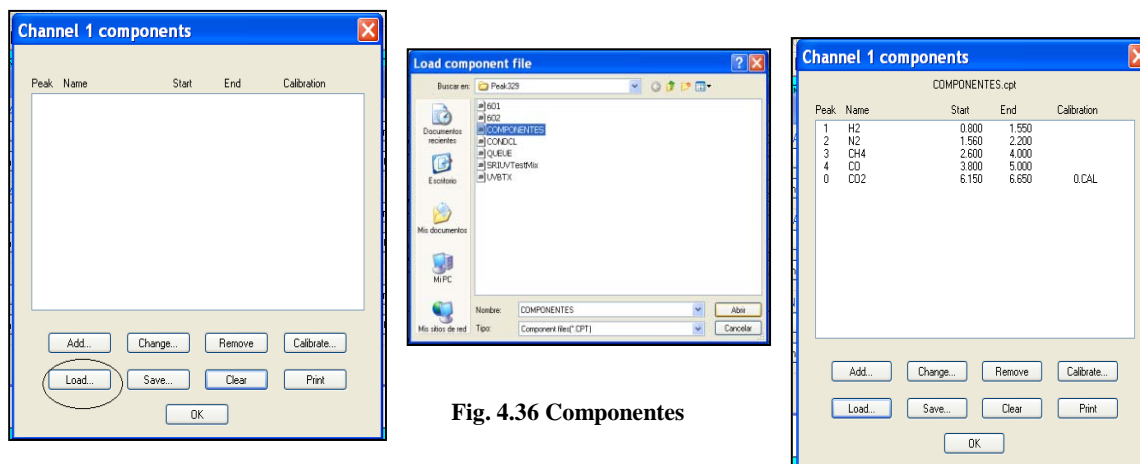 Channel 1 components
Peak Name Start End Calibration
Add... Change... Remove Calibrate...
Load... Save... Clear Print
OK
Load component file
Buscar en: Peak329
Documentos recientes
Escritorio
Mis documentos
Mi PC
Mis sitios de red
601
602
COMPONENTES
CONDCL
QUEUE
SRIUVTestMix
UVBTX
Nombre: COMPONENTES Abrir
Tipo: Component files(*.CPT) Cancelar
Fig. 4.36 Componentes
Channel 1 components
COMPONENTES.cpt
Peak Name Start End Calibration
1 H2 0.800 1.550
2 N2 1.560 2.200
3 CH4 2.600 4.000
4 CO 3.800 5.000
0 CO2 6.150 6.650 0.CAL
Add... Change... Remove Calibrate...
Load... Save... Clear Print
OK